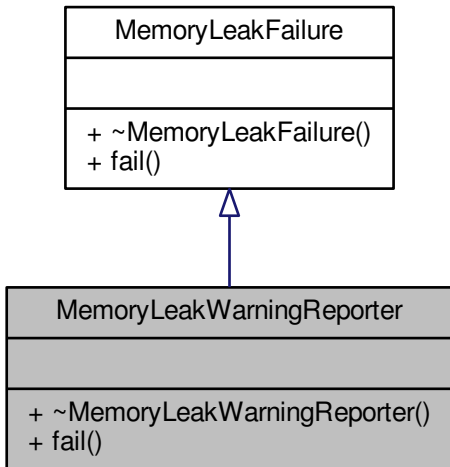 MemoryLeakFailure
+ ~MemoryLeakFailure()
+ fail()
MemoryLeakWarningReporter
+ ~MemoryLeakWarningReporter()
+ fail()